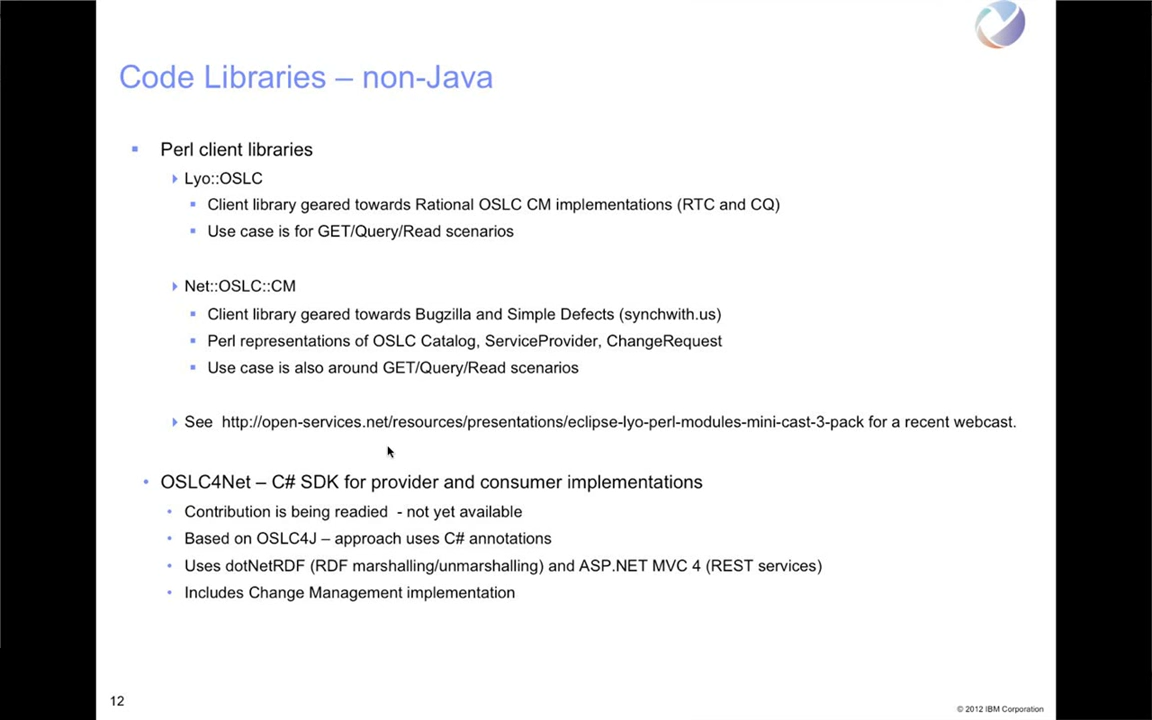 Code Libraries – non-Java
Perl client libraries
Lyo::OSLC
Client library geared towards Rational OSLC CM implementations (RTC and CQ)
Use case is for GET/Query/Read scenarios
Net::OSLC::CM
Client library geared towards Bugzilla and Simple Defects (synchwith.us)
Perl representations of OSLC Catalog, ServiceProvider, ChangeRequest
Use case is also around GET/Query/Read scenarios
See http://open-services.net/resources/presentations/eclipse-lyo-perl-modules-mini-cast-3-pack for a recent webcast.
OSLC4Net – C# SDK for provider and consumer implementations
Contribution is being readied - not yet available
Based on OSLC4J – approach uses C# annotations
Uses dotNetRDF (RDF marshalling/unmarshalling) and ASP.NET MVC 4 (REST services)
Includes Change Management implementation
12
© 2012 IBM Corporation